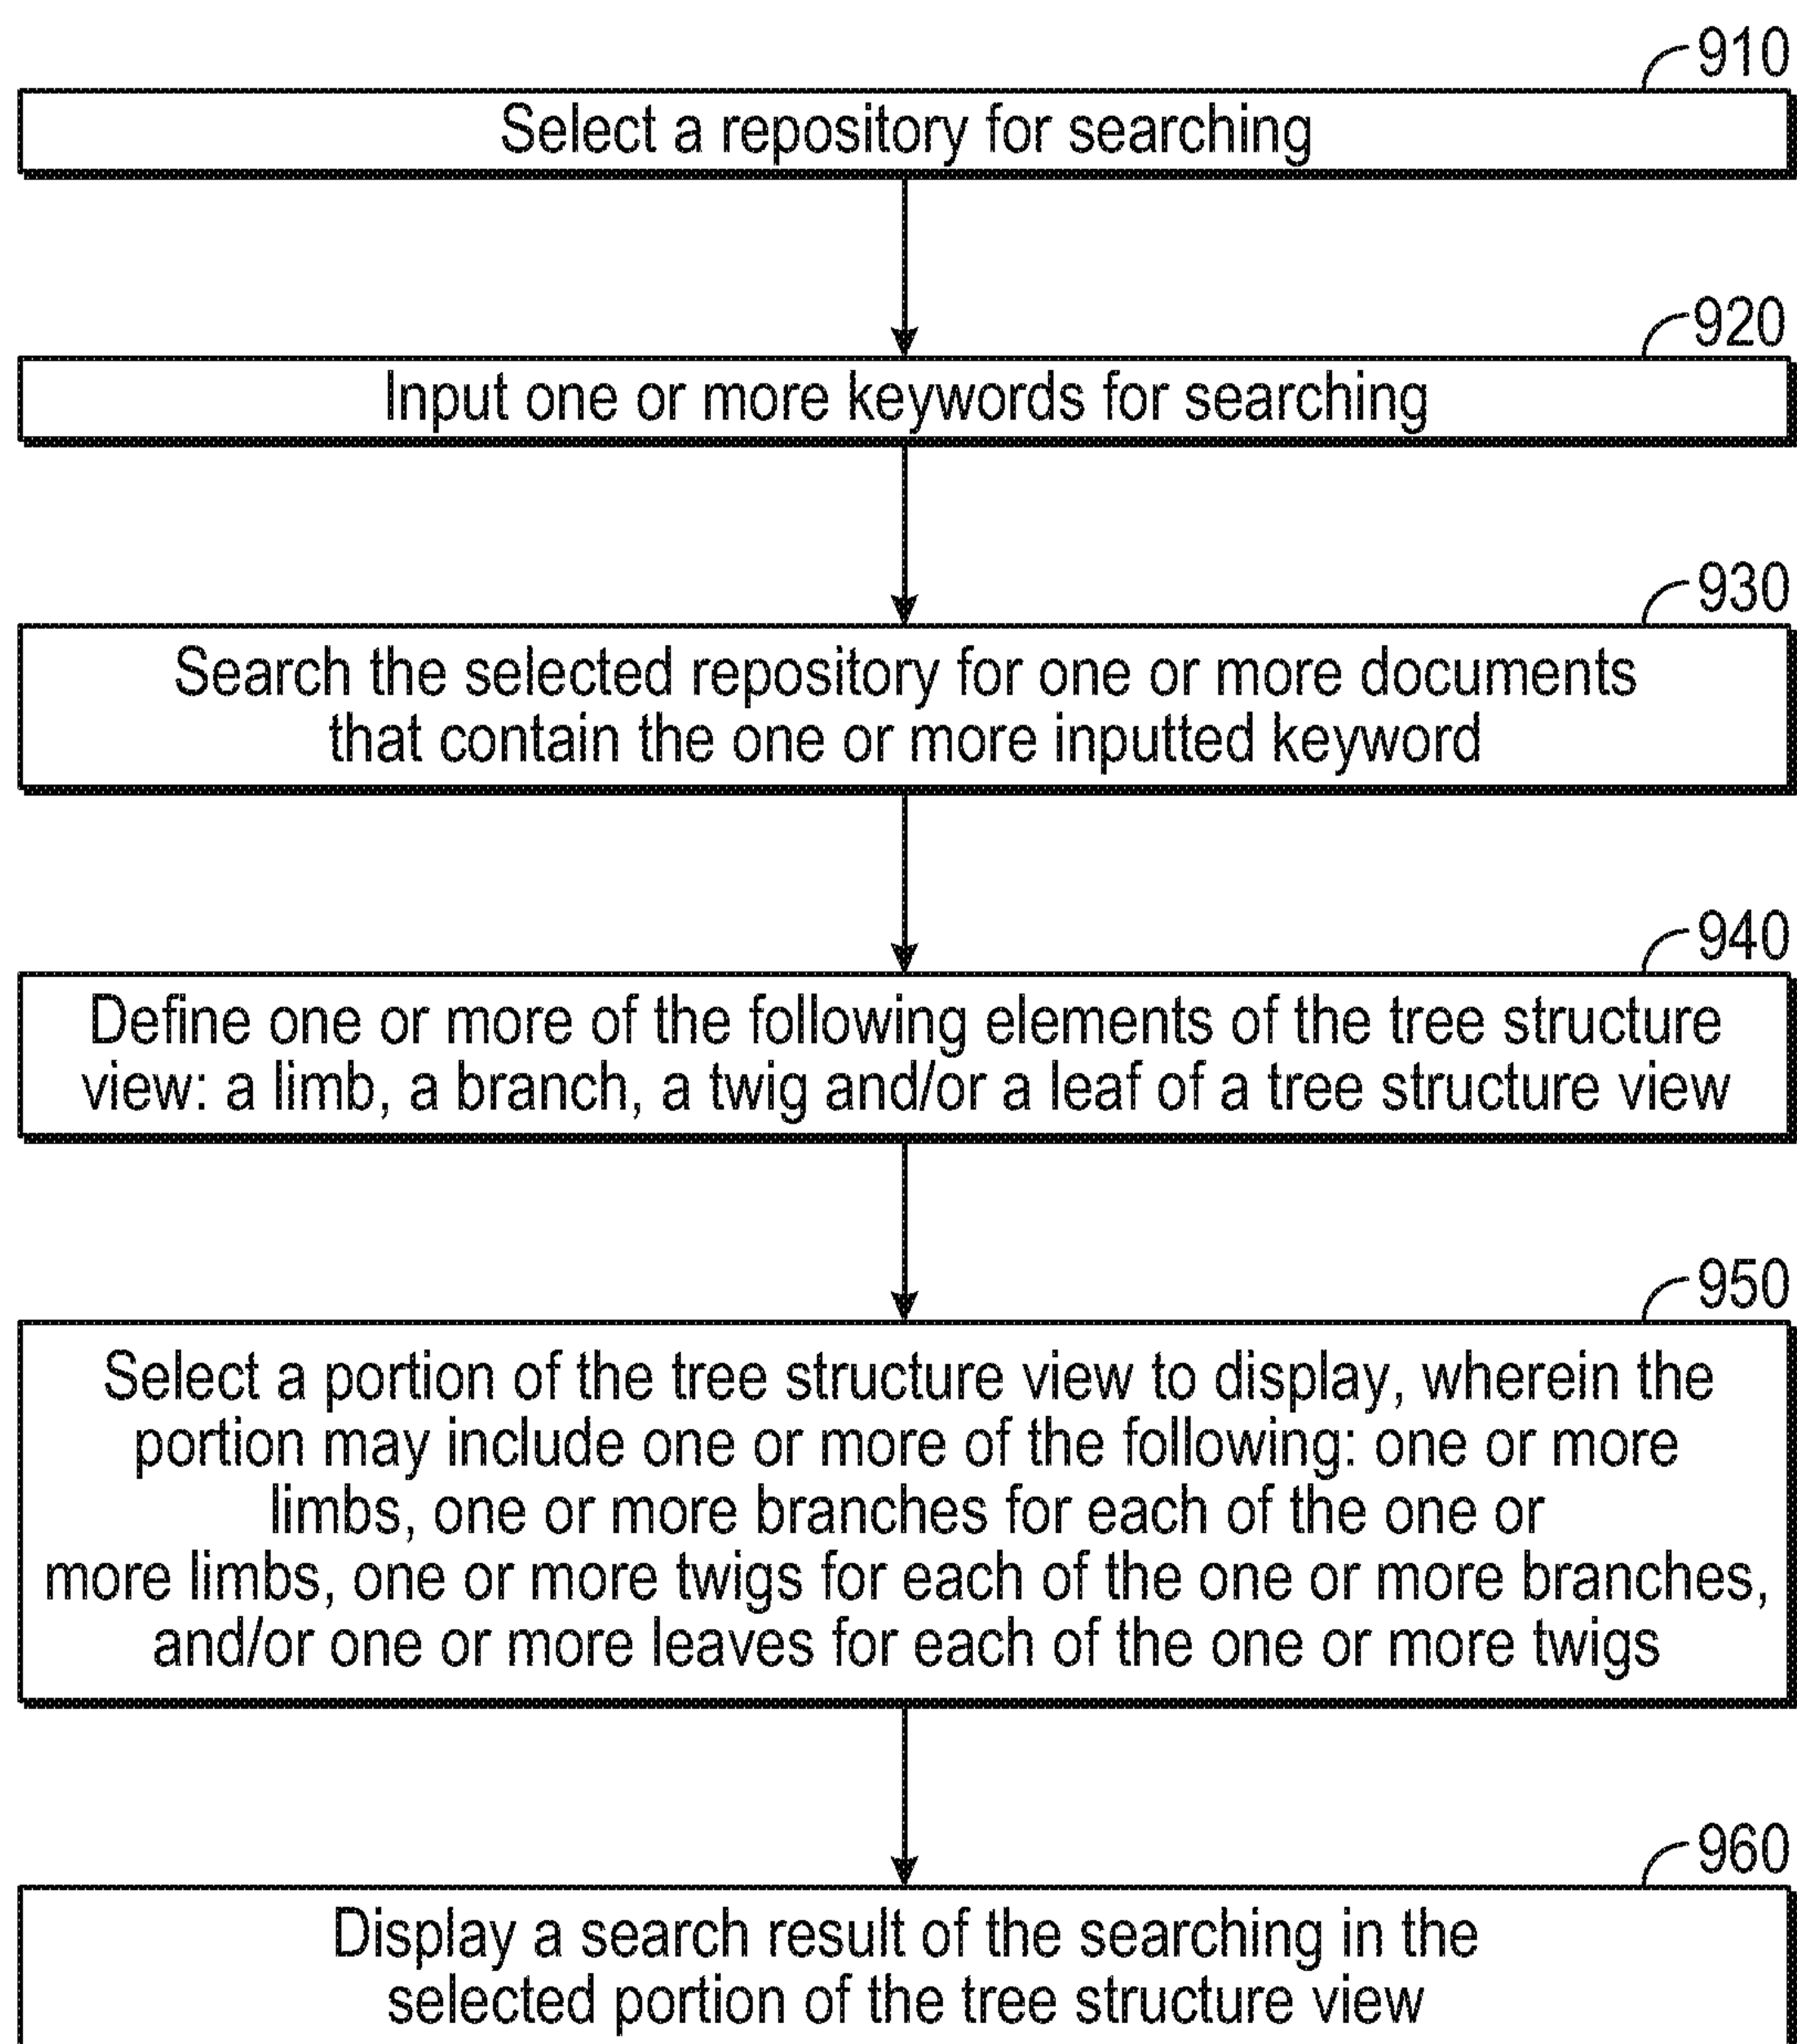 910
Select a repository for searching
920
Input one or more keywords for searching
930
Search the selected repository for one or more documents
that contain the one or more inputted keyword
940
Define one or more of the following elements of the tree structure
view: a limb, a branch, a twig and/or a leaf of a tree structure view
950
Select a portion of the tree structure view to display, wherein the
portion may include one or more of the following: one or more
limbs, one or more branches for each of the one or
more limbs, one or more twigs for each of the one or more branches,
and/or one or more leaves for each of the one or more twigs
960
Display a search result of the searching in the
selected portion of the tree structure view